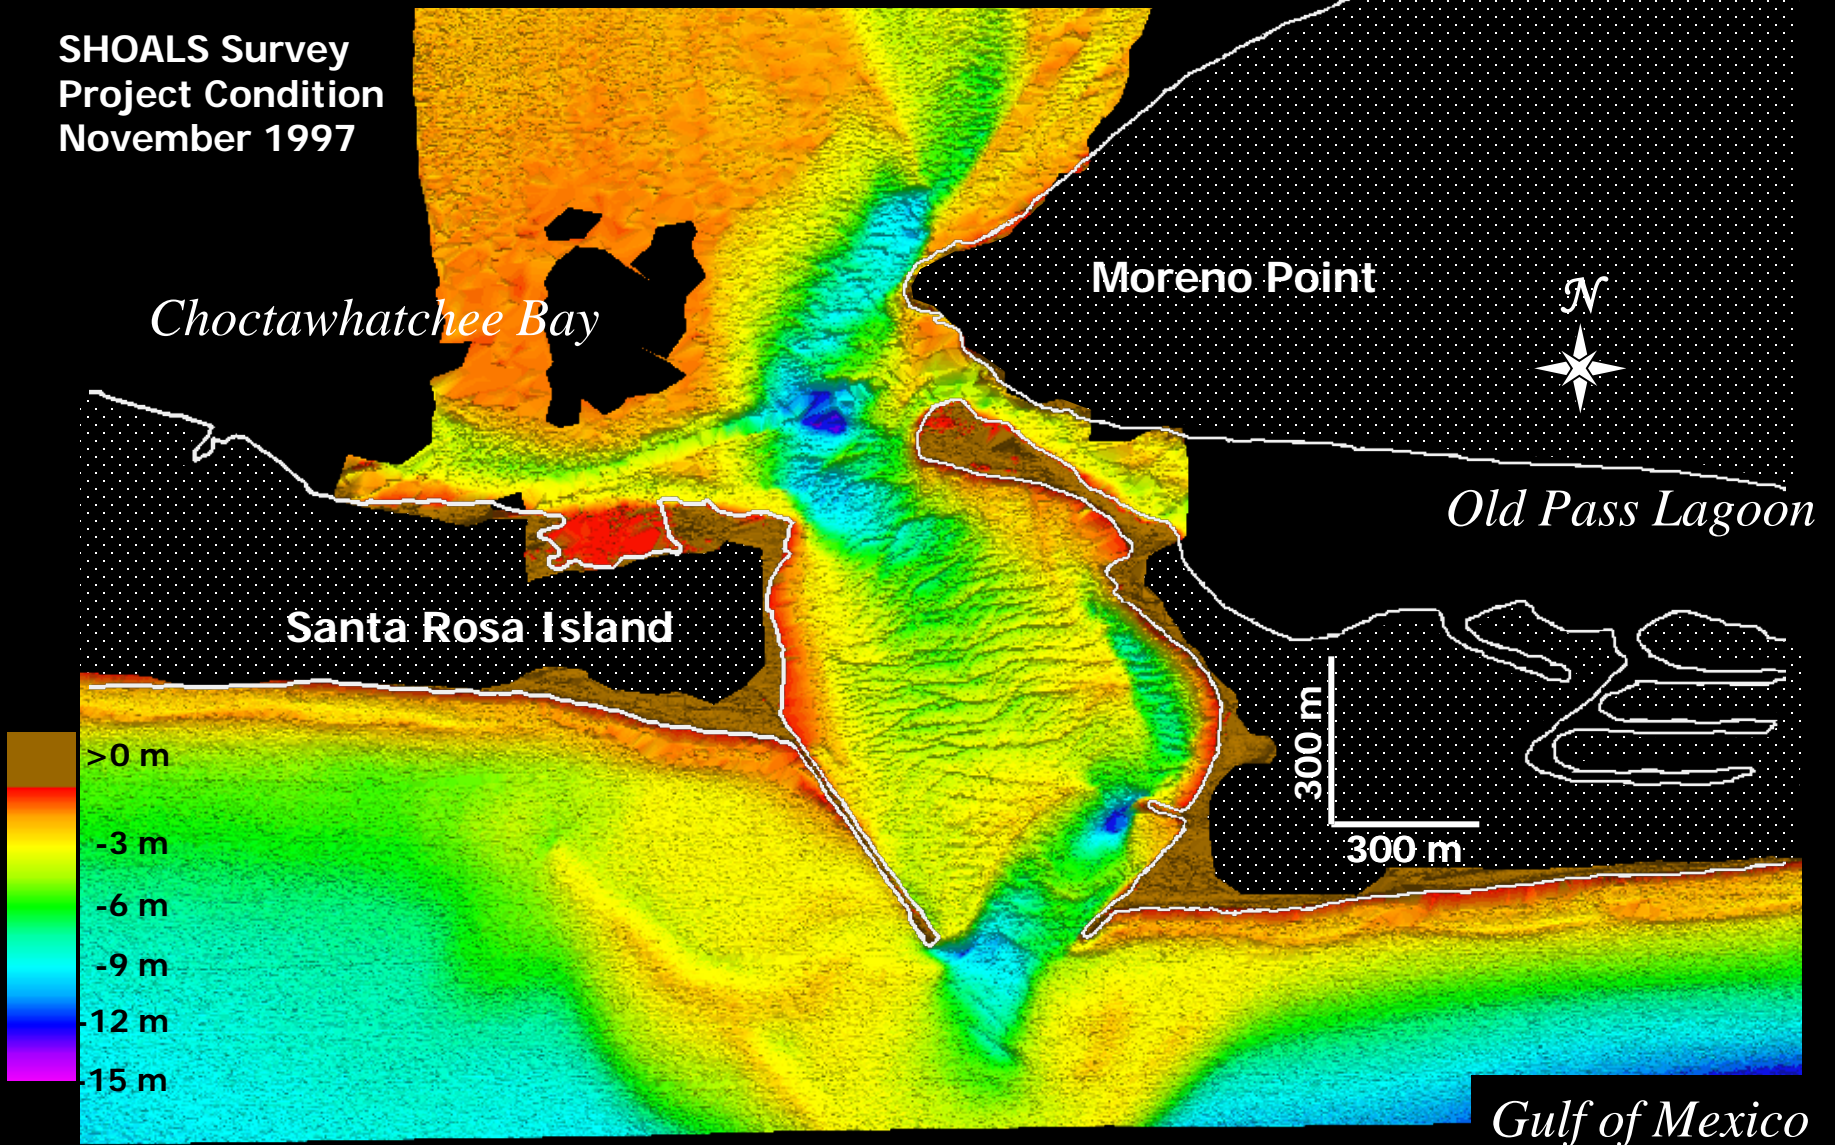 SHOALS Survey
Project Condition
November 1997
Choctawhatchee Bay
Moreno Point
N
Old Pass Lagoon
Santa Rosa Island
300 m
300 m
>0 m
-3 m
-6 m
-9 m
-12 m
-15 m
Gulf of Mexico